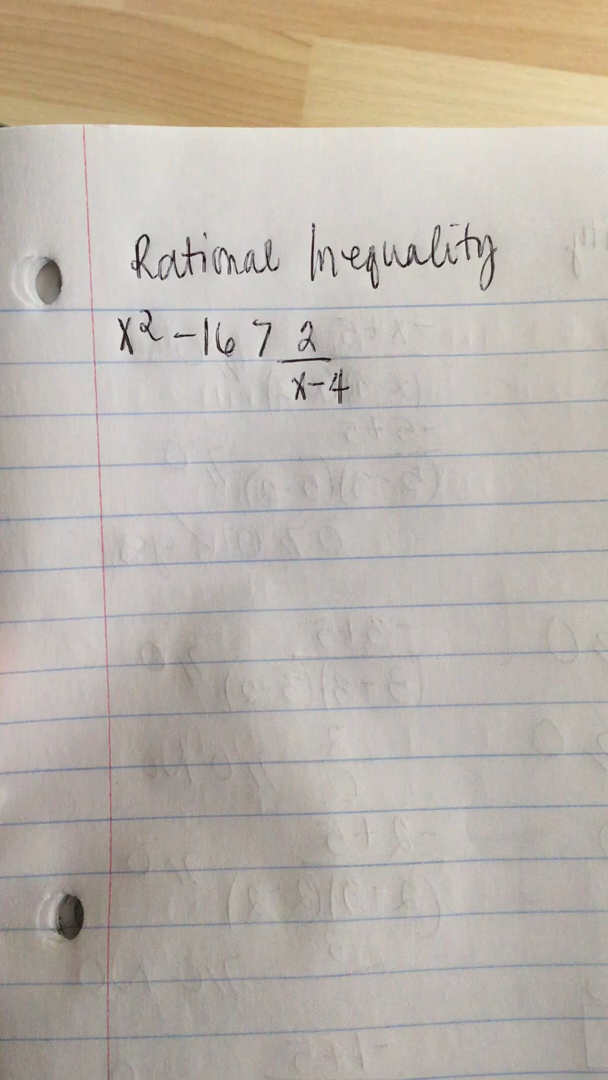 Rational Inequality
x² - 16 > 2
x-4